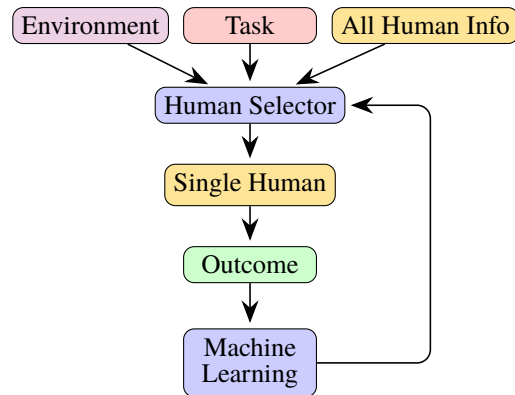 Environment
Task
All Human Info
Human Selector
Single Human
Outcome
Machine
Learning